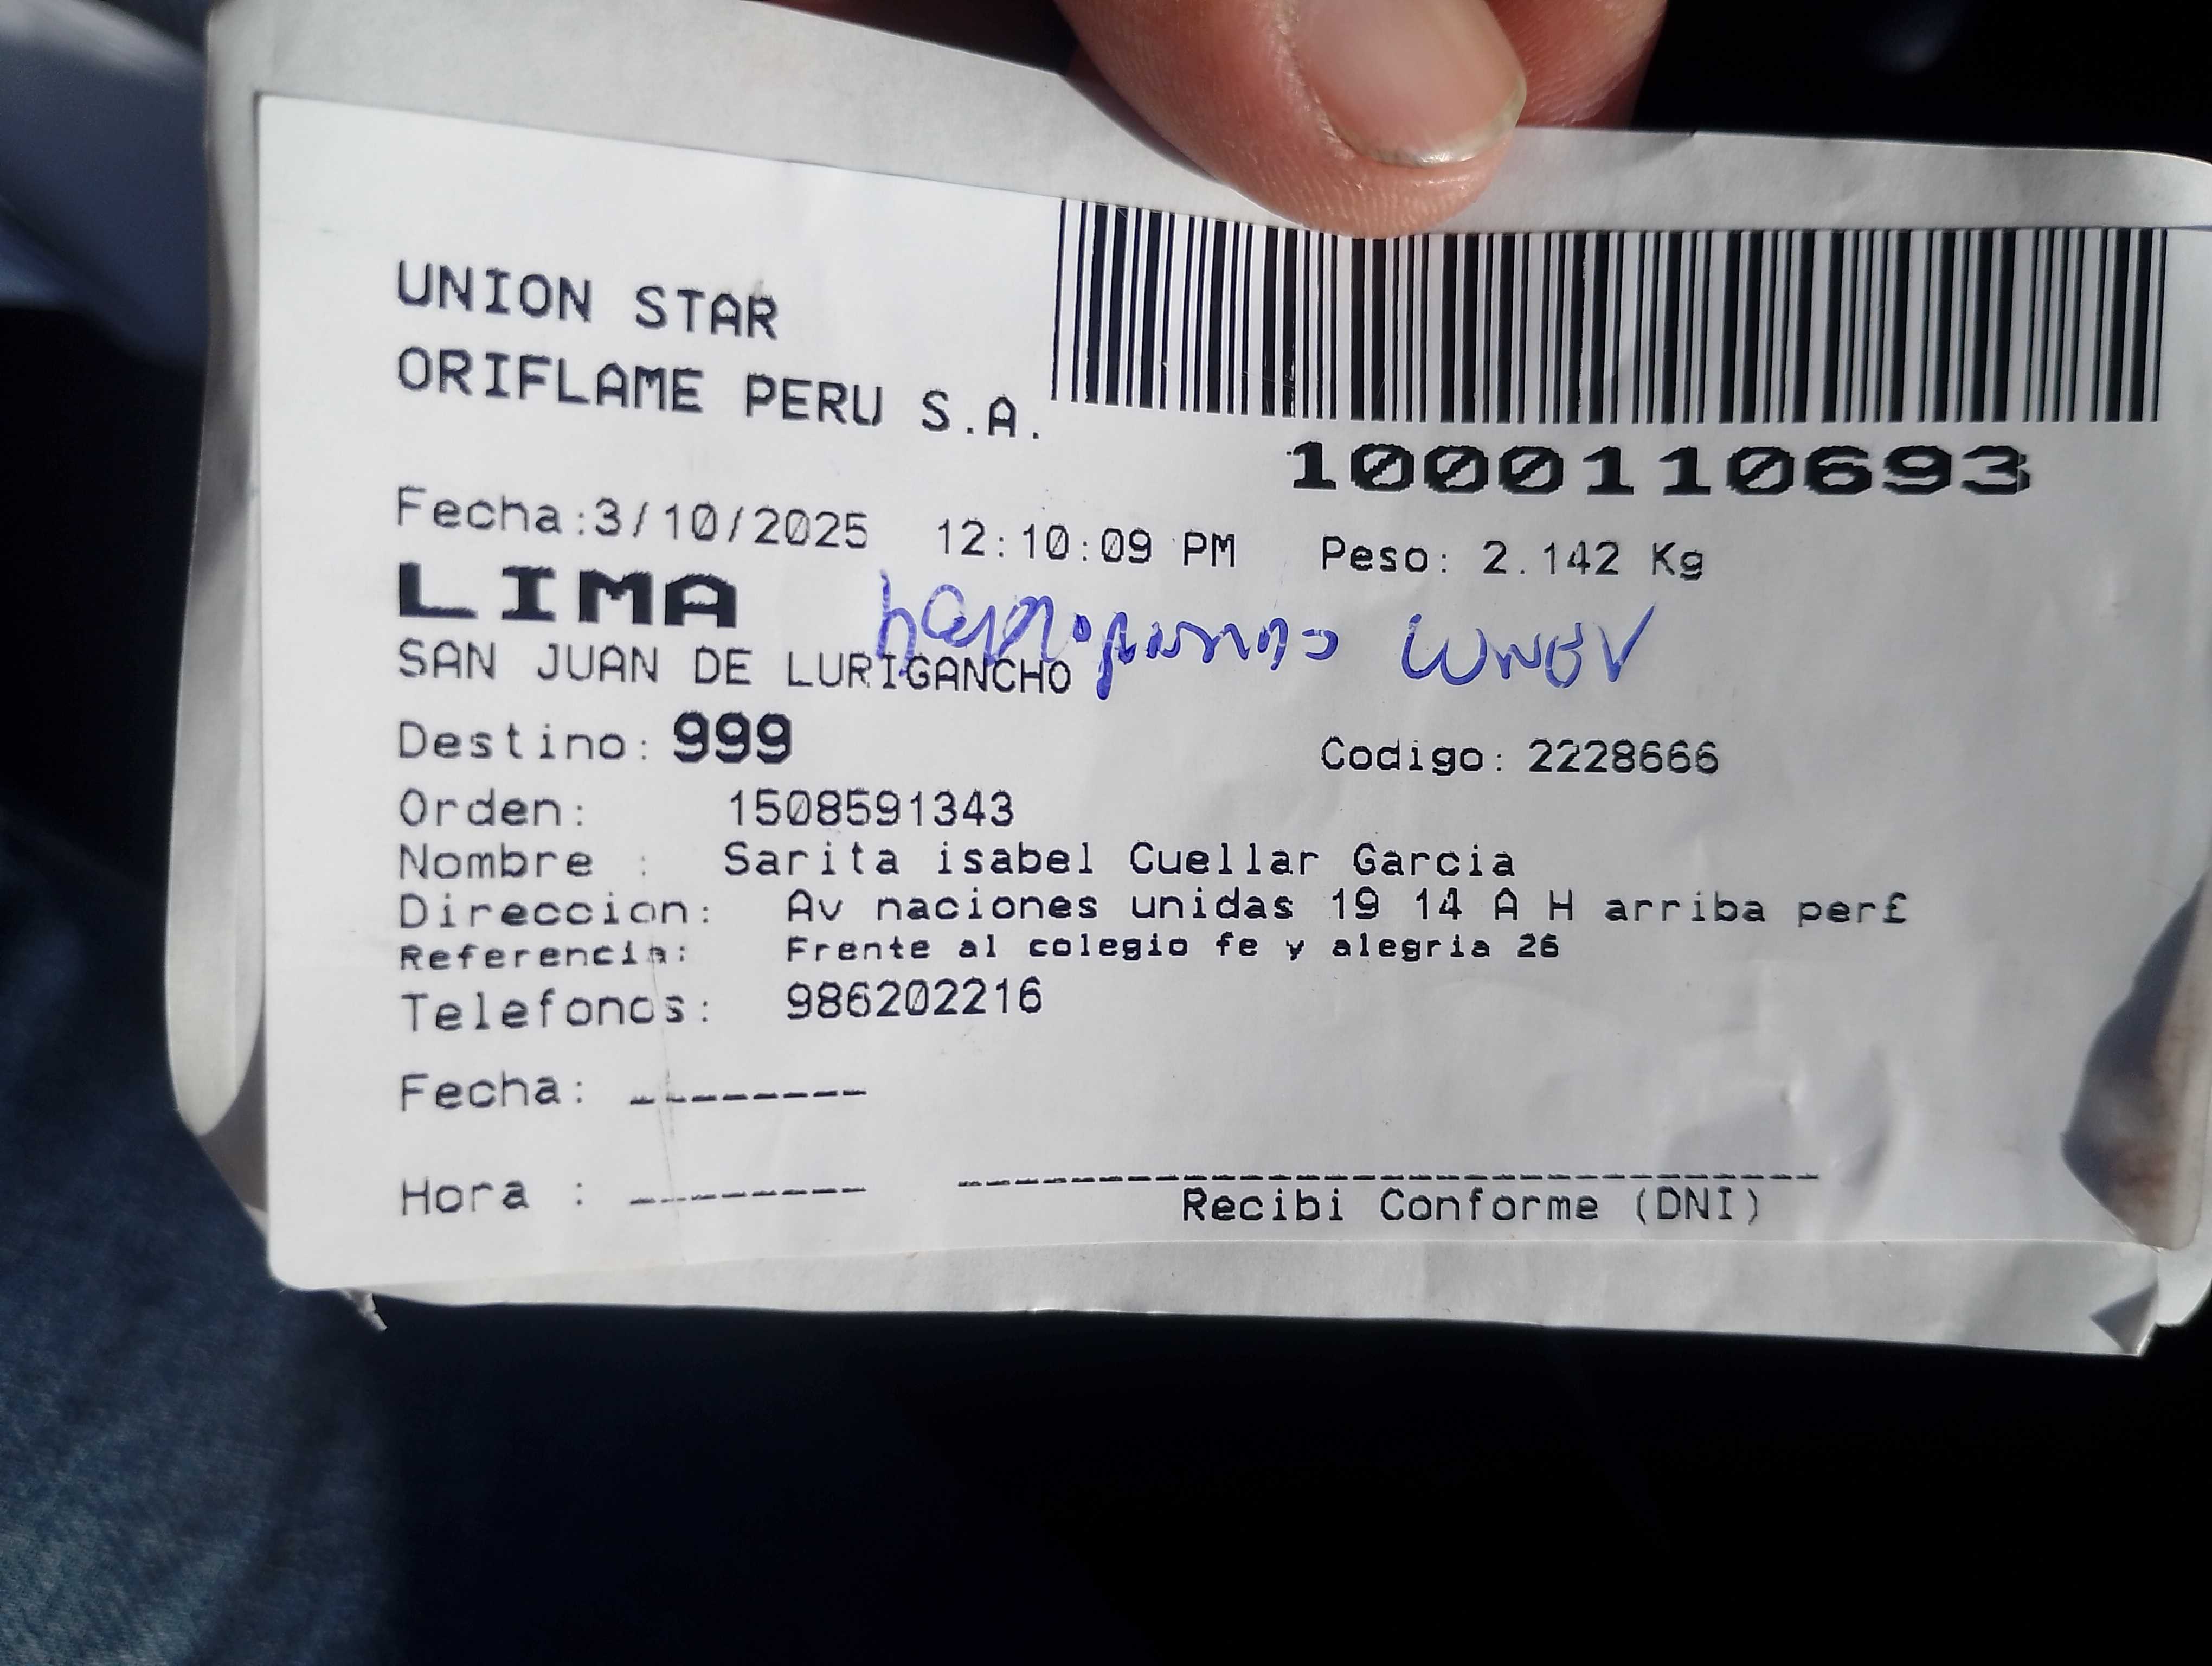 UNION STAR
ORIFLAME PERU S.A.
1000110693
Fecha:3/10/2025 12:10:09 PM Peso: 2.142 Kg
LIMA
SAN JUAN DE LURIGANCHO
Destino: 999 Codigo: 2228666
Orden: 1508591343
Nombre : Sarita isabel Cuellar Garcia
Direccion: Av naciones unidas 19 14 A H arriba per£
Referencia: Frente al colegio fe y alegria 26
Telefonos: 986202216
Fecha: ---------
Hora : ---------
Recibi Conforme (DNI)